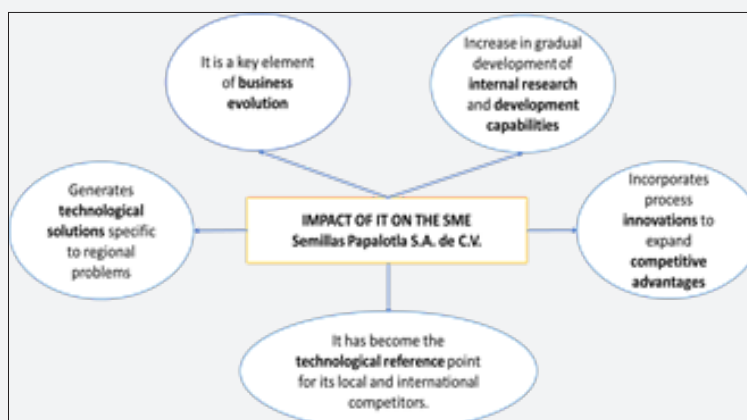 It is a key element
of business
evolution
Increase in gradual
development of
internal research
and development
capabilities
Generates
technological
solutions specific
to regional
problems
IMPACT OF IT ON THE SME
Semillas Papalotla S.A. de C.V.
Incorporates
process
innovations to
expand
competitive
advantages
It has become the
technological reference point
for its local and international
competitors.